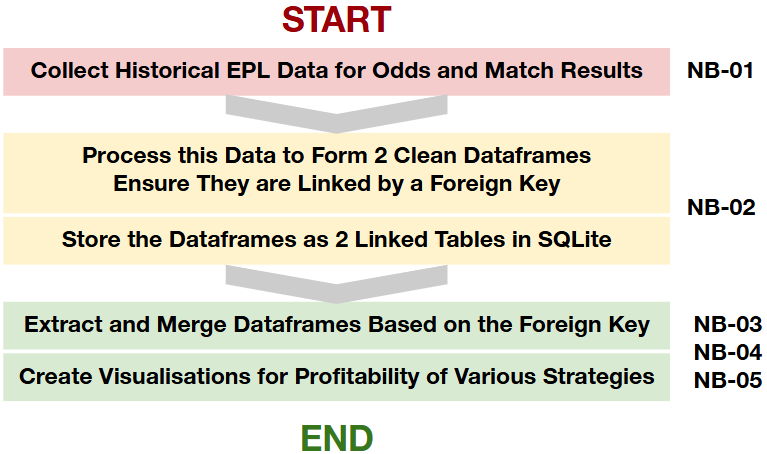 START
Collect Historical EPL Data for Odds and Match Results
NB-01
Process this Data to Form 2 Clean Dataframes
Ensure They are Linked by a Foreign Key
NB-02
Store the Dataframes as 2 Linked Tables in SQLite
Extract and Merge Dataframes Based on the Foreign Key
NB-03
NB-04
Create Visualisations for Profitability of Various Strategies
NB-05
END